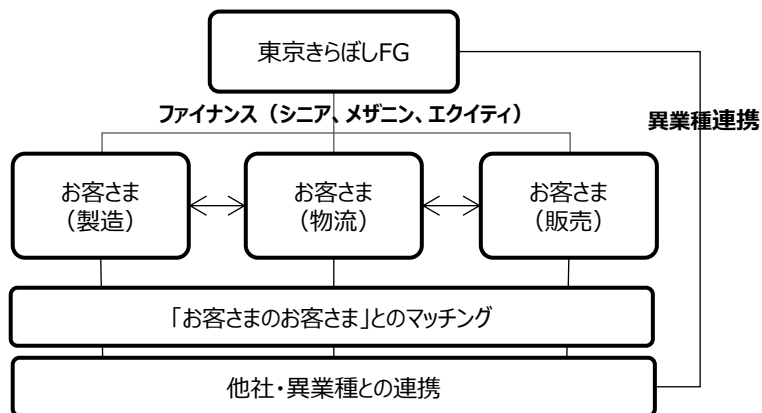 東京きらぼしFG
ファイナンス（シニア、メザニン、エクイティ）
異業種連携
お客さま
（製造）
お客さま
（物流）
お客さま
（販売）
「お客さまのお客さま」とのマッチング
他社・異業種との連携